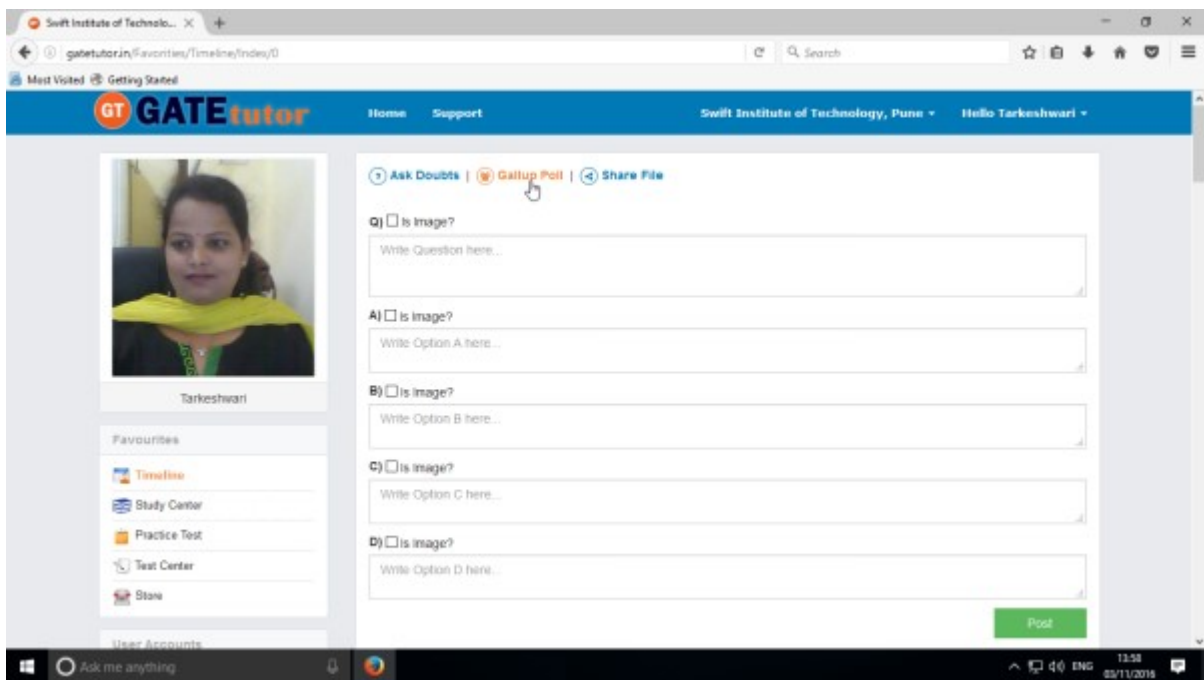 Swift Institute of Technolo...
gatetutor.in/Favorities/Timeline/Index/0
Search
Most Visited Getting Started
GT GATEtutor Home Support Swift Institute of Technology, Pune Hello Tarkeshwari
? Ask Doubts | Gallup Poll | Share File
Q) Is Image?
Write Question here...
A) Is Image?
Write Option A here...
B) Is Image?
Write Option B here...
C) Is Image?
Write Option C here...
D) Is Image?
Write Option D here...
Post
Tarkeshwari
Favourites
Timeline
Study Center
Practice Test
Test Center
Store
User Accounts
Ask me anything
ENG
13:58
03/11/2016